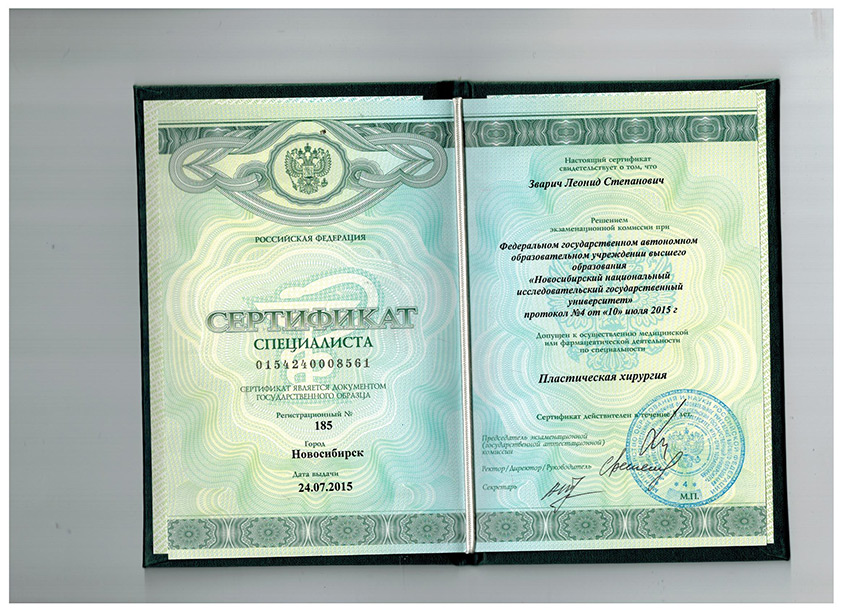 РОССИЙСКАЯ ФЕДЕРАЦИЯ
СЕРТИФИКАТ
СПЕЦИАЛИСТА
0154240008561
СЕРТИФИКАТ ЯВЛЯЕТСЯ ДОКУМЕНТОМ
ГОСУДАРСТВЕННОГО ОБРАЗЦА
Регистрационный №
185
Город
Новосибирск
Дата выдачи
24.07.2015
Настоящий сертификат
свидетельствует о том, что
Зварич Леонид Степанович
Решением
экзаменационной комиссии при
Федеральном государственном автономном
образовательном учреждении высшего
образования
«Новосибирский национальный
исследовательский государственный
университет»
протокол №4 от «10» июля 2015 г
Допущен к осуществлению медицинской
или фармацевтической деятельности
по специальности
Пластическая хирургия
Сертификат действителен в течение 5 лет.
Председатель экзаменационной
(государственной аттестационной)
комиссии
Ректор/Директор/Руководитель
Секретарь
* 4 *
М.П.